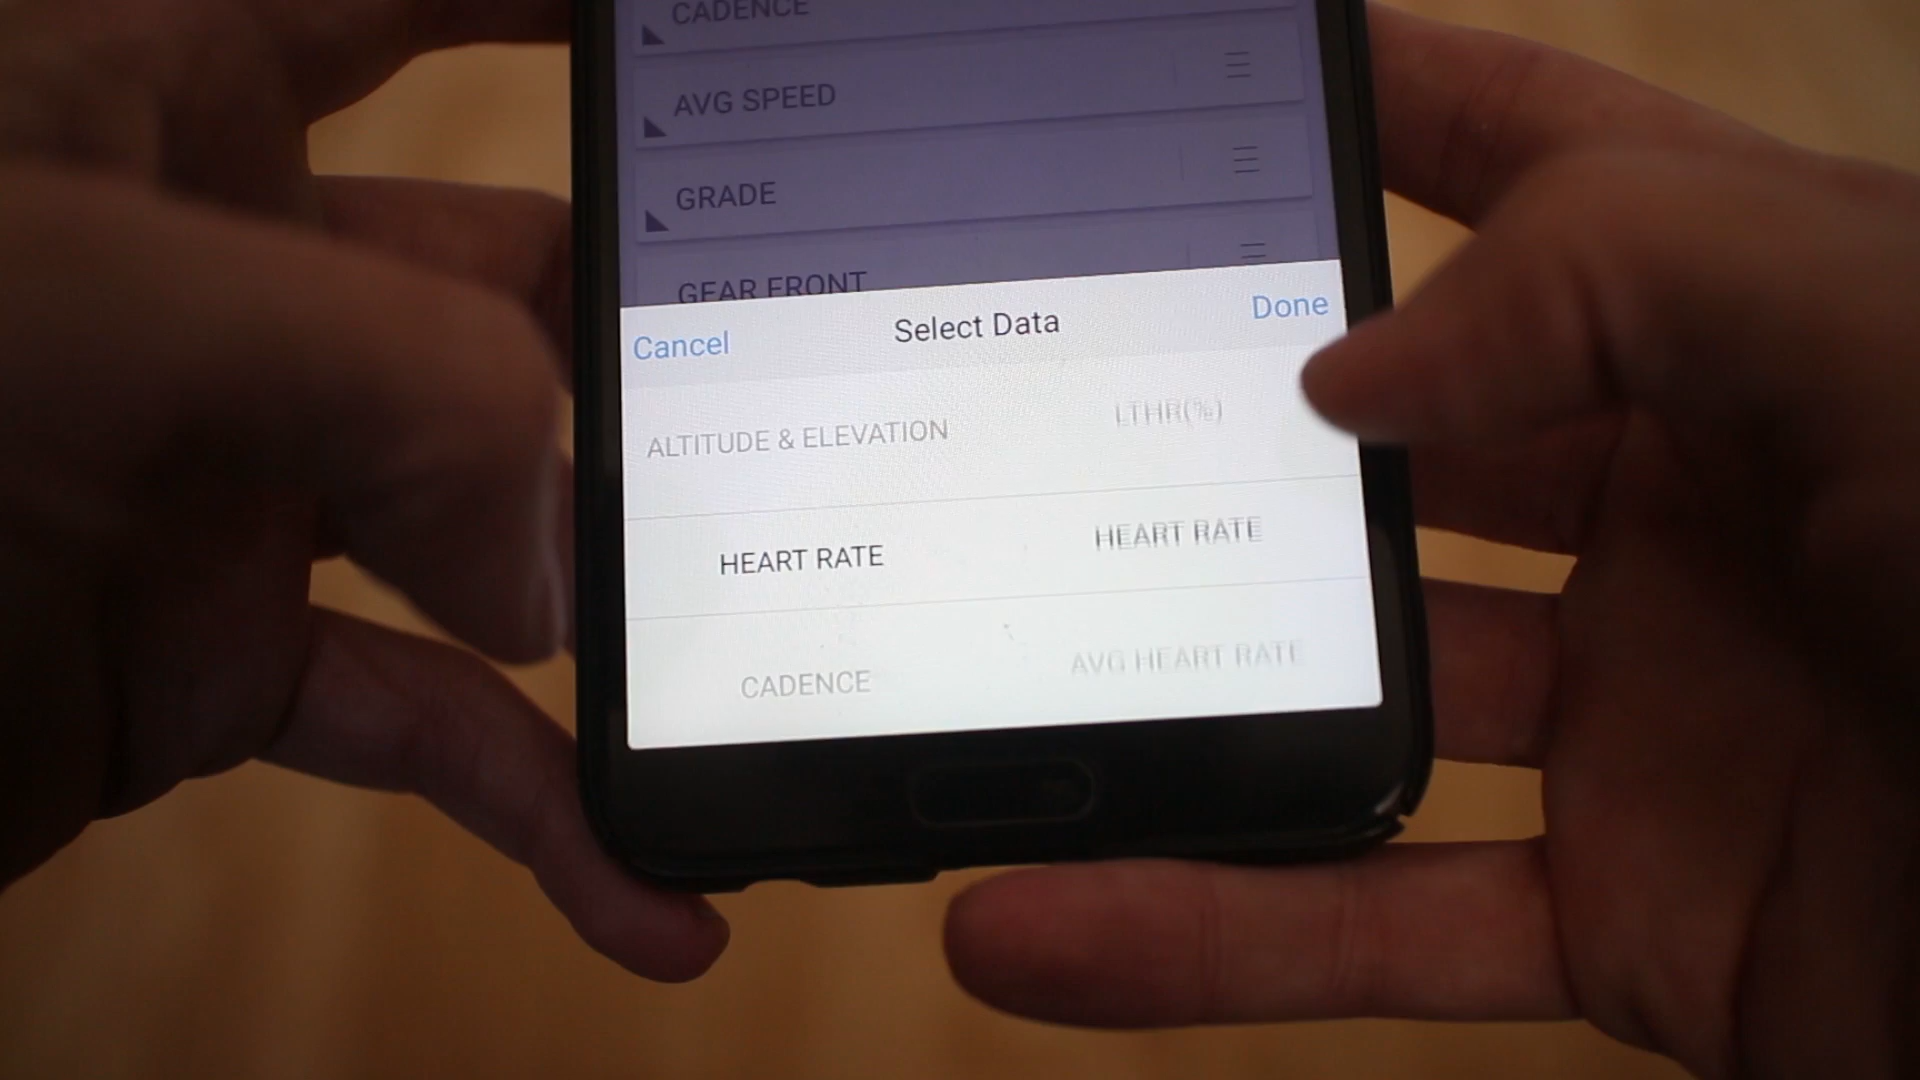 CADENCE
AVG SPEED
GRADE
GEAR FRONT
Cancel Select Data Done
ALTITUDE & ELEVATION LTHR(%)
HEART RATE HEART RATE
CADENCE AVG HEART RATE